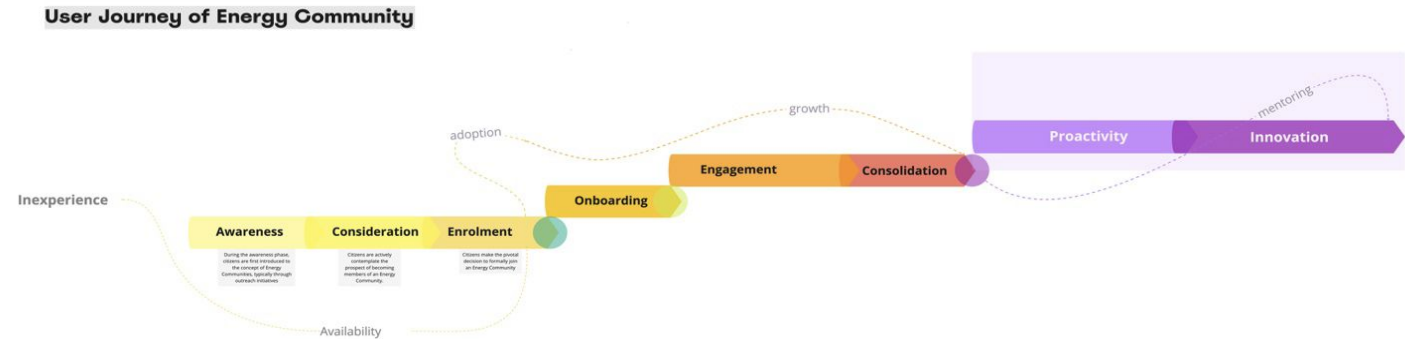 User Journey of Energy Community
growth
mentoring
adoption
Proactivity
Innovation
Engagement
Consolidation
Inexperience
Onboarding
Awareness
Consideration
Enrolment
During the awareness phase,
citizens are first introduced to
the concept of Energy
Communities, typically through
outreach initiatives
Citizens are actively
contemplate the
prospect of becoming
members of an Energy
Community.
Citizens make the pivotal
decision to formally join
an Energy Community
Availability